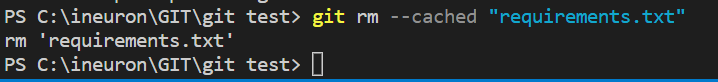 PS C:\ineuron\GIT\git test> git rm --cached "requirements.txt"
rm 'requirements.txt'
PS C:\ineuron\GIT\git test>